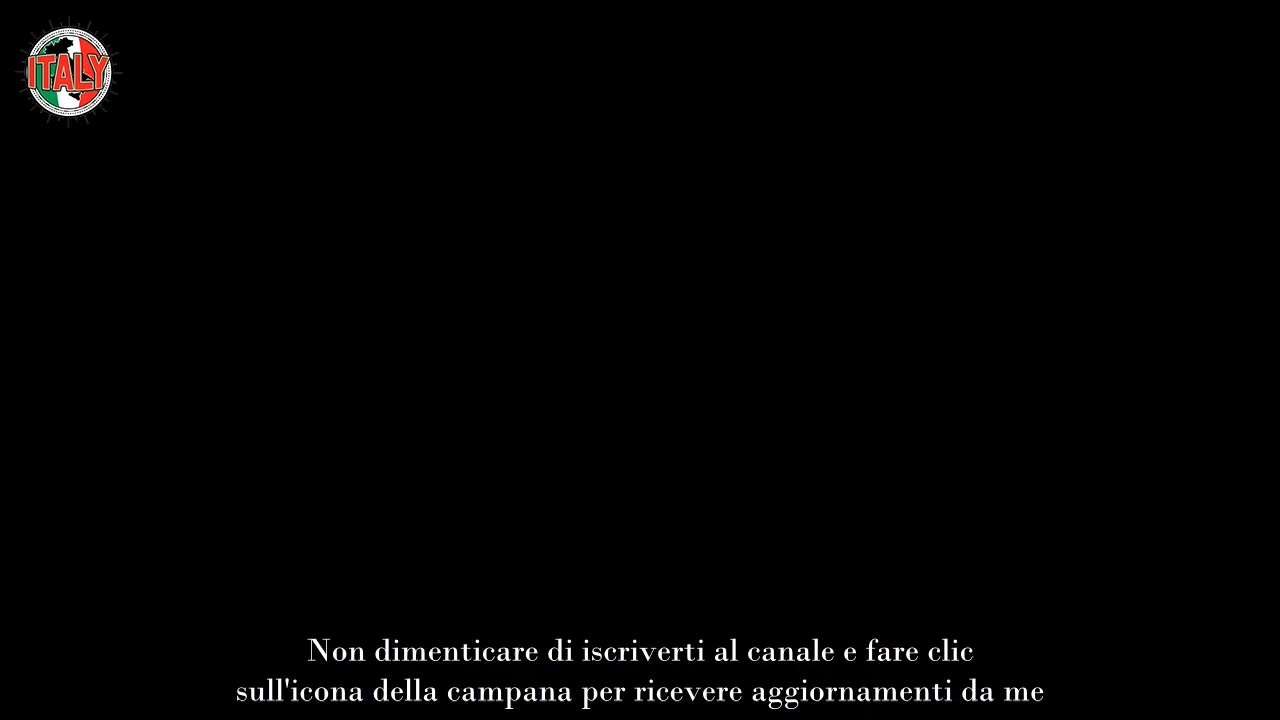 ITALY
Non dimenticare di iscriverti al canale e fare clic
sull'icona della campana per ricevere aggiornamenti da me